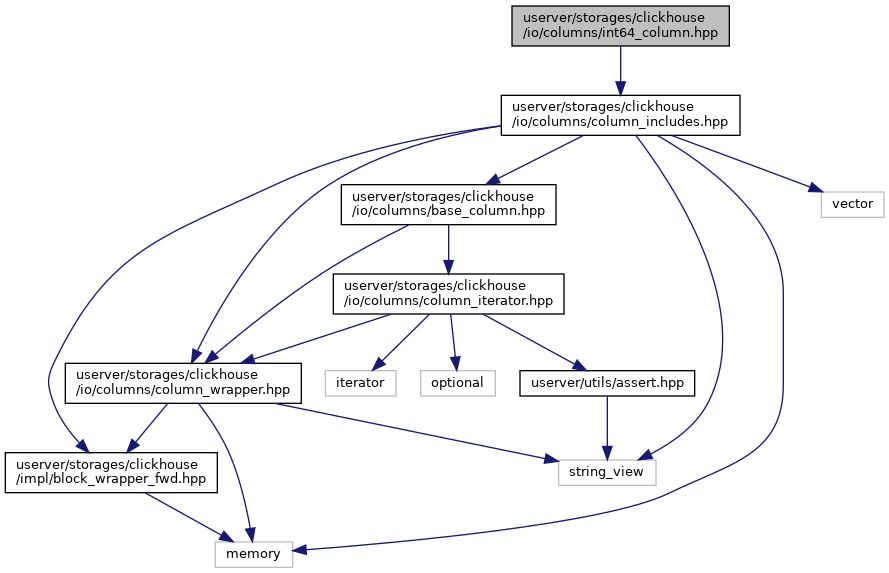 userver/storages/clickhouse
/io/columns/int64_column.hpp
userver/storages/clickhouse
/io/columns/column_includes.hpp
userver/storages/clickhouse
/io/columns/base_column.hpp
vector
userver/storages/clickhouse
/io/columns/column_iterator.hpp
userver/storages/clickhouse
/io/columns/column_wrapper.hpp
iterator
optional
userver/utils/assert.hpp
userver/storages/clickhouse
/impl/block_wrapper_fwd.hpp
string_view
memory